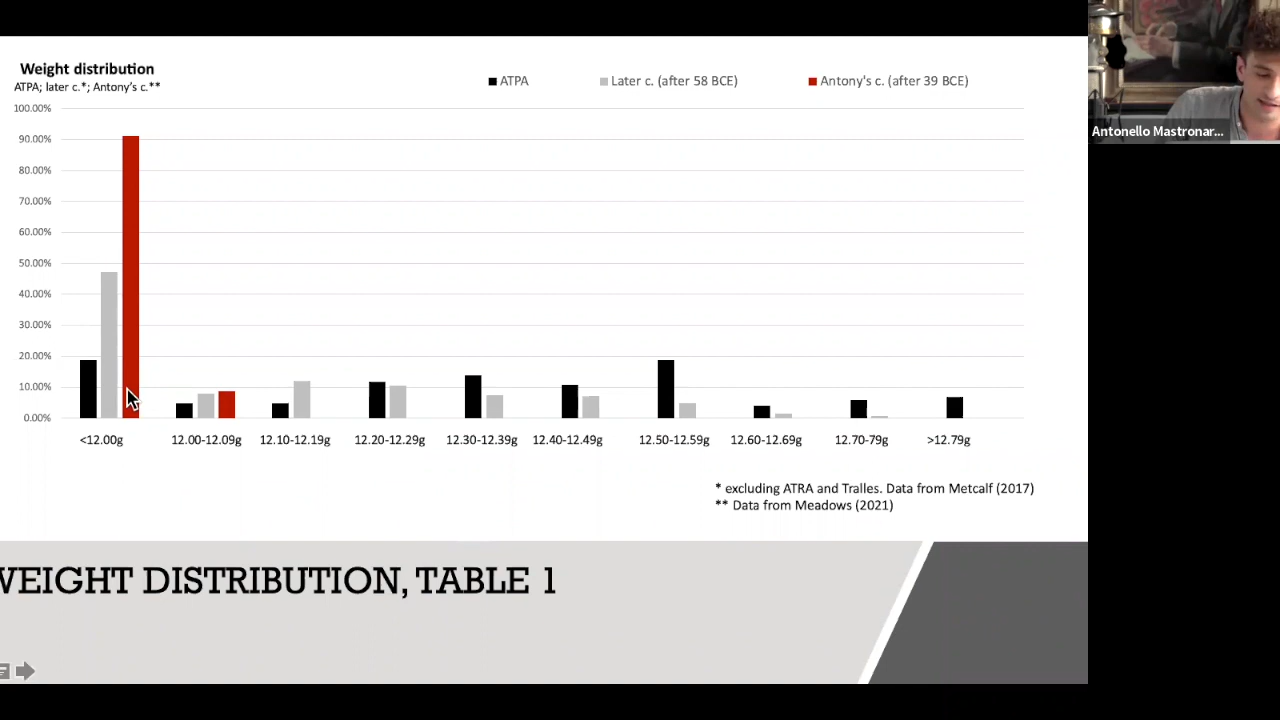 Weight distribution
ATPA; later c.*; Antony's c.**
ATPA
Later c. (after 58 BCE)
Antony's c. (after 39 BCE)
100.00%
90.00%
80.00%
70.00%
60.00%
50.00%
40.00%
30.00%
20.00%
10.00%
0.00%
<12.00g
12.00-12.09g
12.10-12.19g
12.20-12.29g
12.30-12.39g
12.40-12.49g
12.50-12.59g
12.60-12.69g
12.70-79g
>12.79g
* excluding ATRA and Tralles. Data from Metcalf (2017)
** Data from Meadows (2021)
WEIGHT DISTRIBUTION, TABLE 1
Antonello Mastronar...